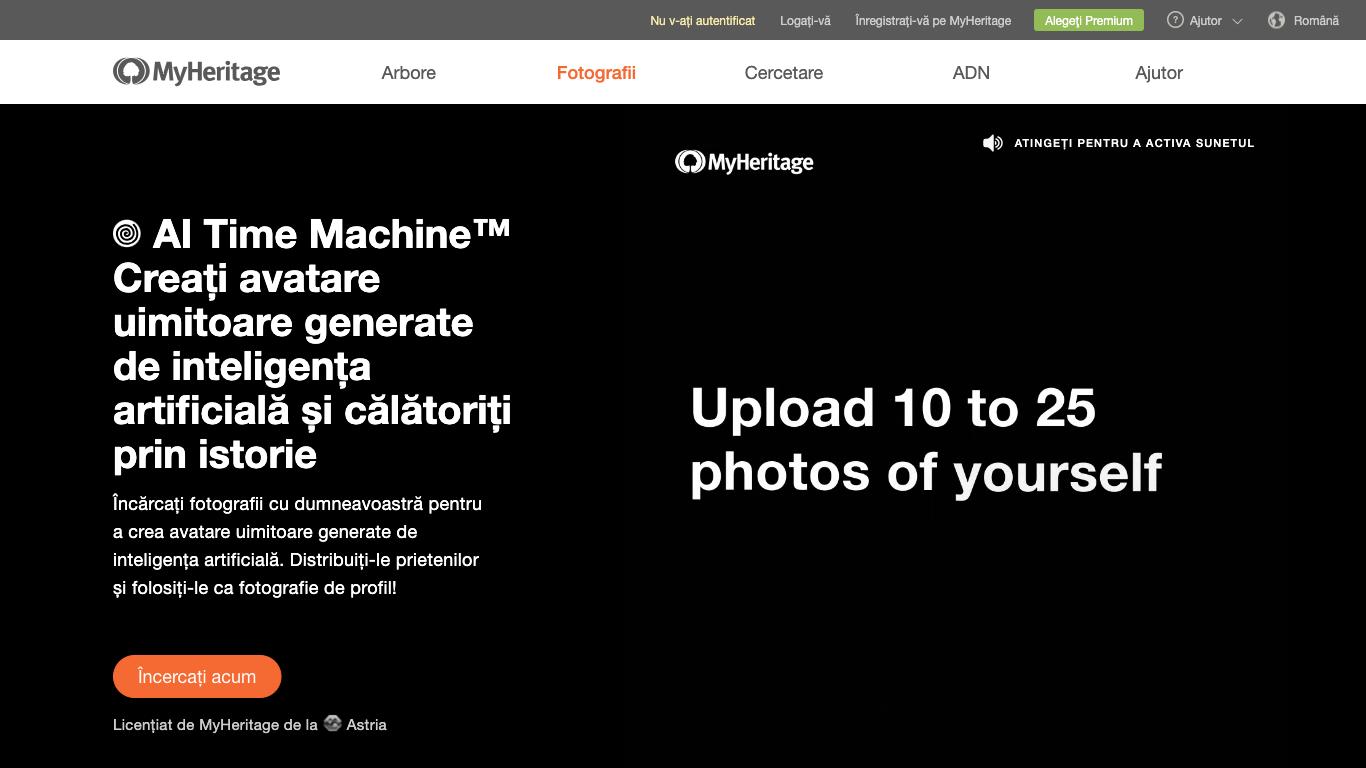 Nu v-ați autentificat Logați-vă Înregistrați-vă pe MyHeritage Alegeți Premium Ajutor Română
MyHeritage Arbore Fotografii Cercetare ADN Ajutor
AI Time Machine™
Creați avatare
uimitoare generate
de inteligența
artificială și călătoriți
prin istorie
Încărcați fotografii cu dumneavoastră pentru
a crea avatare uimitoare generate de
inteligența artificială. Distribuiți-le prietenilor
și folosiți-le ca fotografie de profil!
Încercați acum
Licențiat de MyHeritage de la Astria
MyHeritage
ATINGEȚI PENTRU A ACTIVA SUNETUL
Upload 10 to 25
photos of yourself